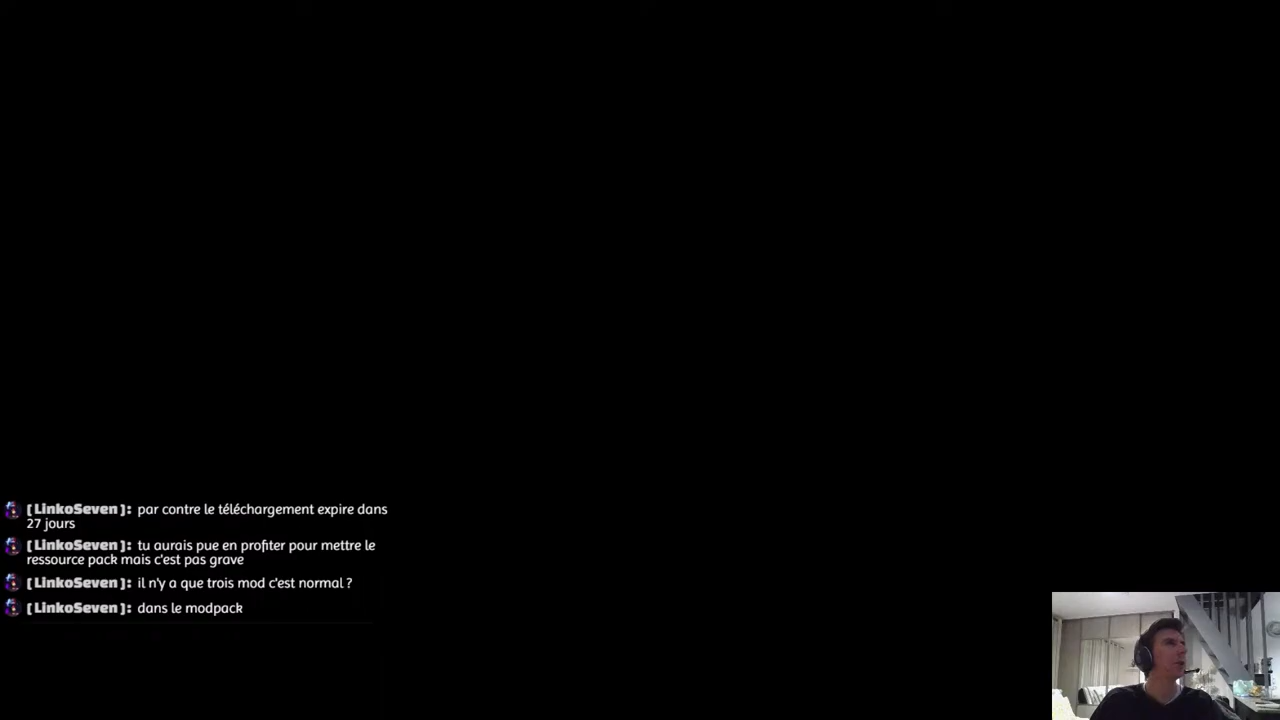 [LinkoSeven]: par contre le téléchargement expire dans
27 jours
[LinkoSeven]: tu aurais pue en profiter pour mettre le
ressource pack mais c'est pas grave
[LinkoSeven]: il n'y a que trois mod c'est normal ?
[LinkoSeven]: dans le modpack